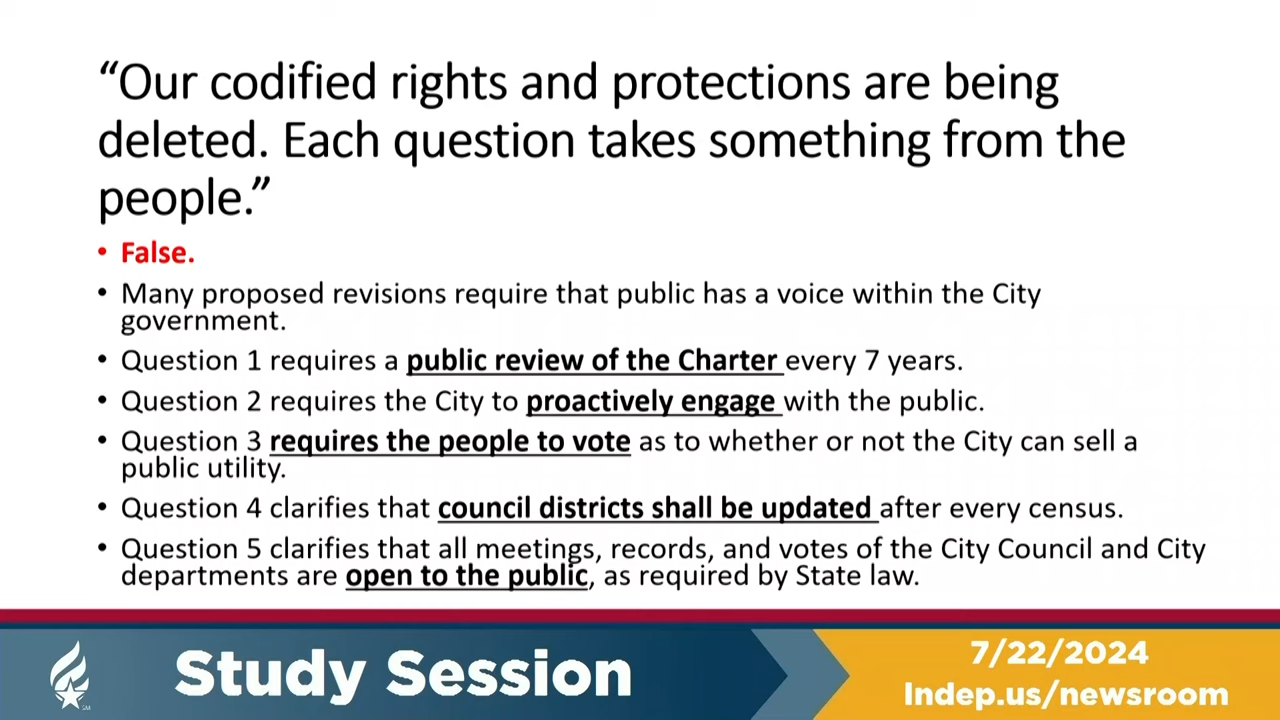 “Our codified rights and protections are being
deleted. Each question takes something from the
people.”
• False.
• Many proposed revisions require that public has a voice within the City
government.
• Question 1 requires a public review of the Charter every 7 years.
• Question 2 requires the City to proactively engage with the public.
• Question 3 requires the people to vote as to whether or not the City can sell a
public utility.
• Question 4 clarifies that council districts shall be updated after every census.
• Question 5 clarifies that all meetings, records, and votes of the City Council and City
departments are open to the public, as required by State law.
Study Session
7/22/2024
Indep.us/newsroom
SM